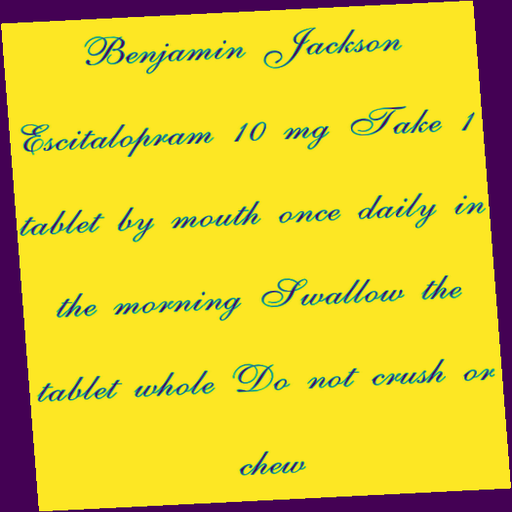 Benjamin Jackson
Escitalopram 10 mg Take 1
tablet by mouth once daily in
the morning Swallow the
tablet whole Do not crush or
chew